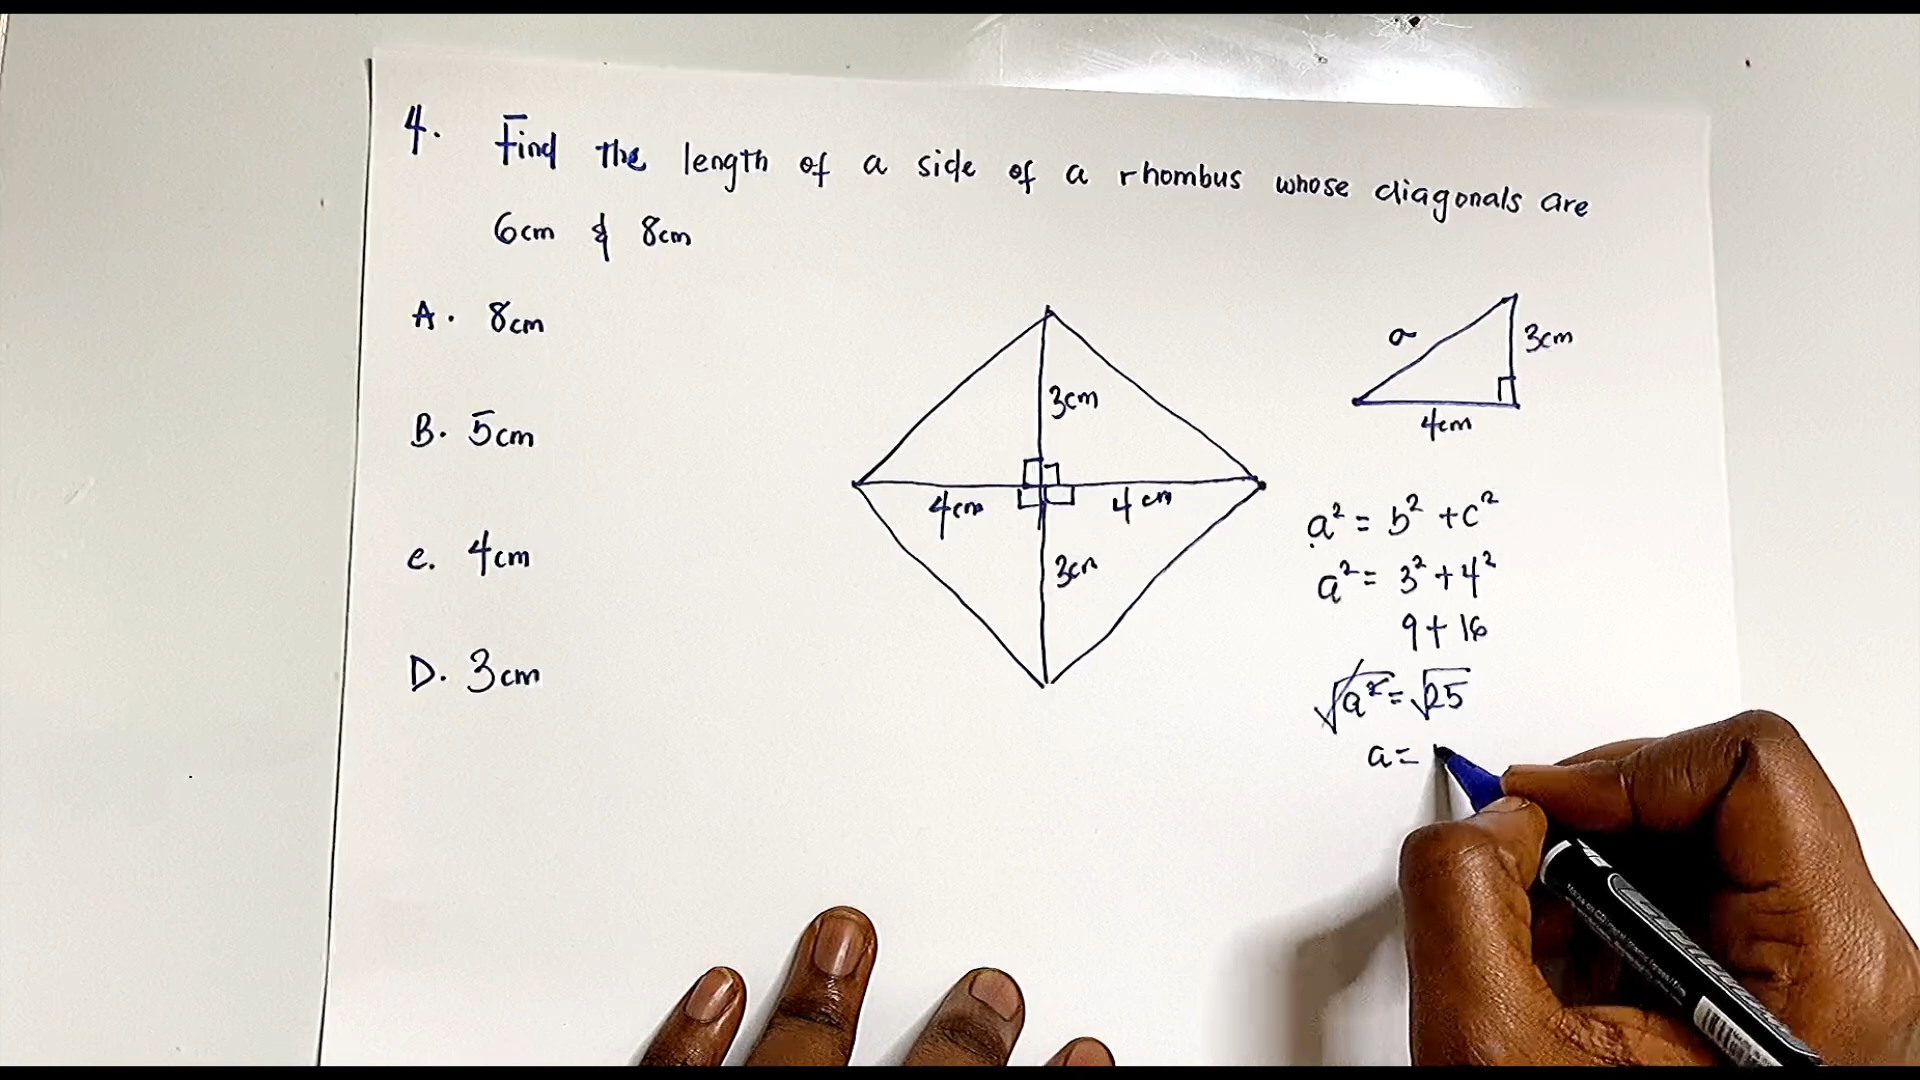 4. Find the length of a side of a rhombus whose diagonals are
6cm & 8cm
A. 8cm
B. 5cm
C. 4cm
D. 3cm
3cm
4cm 4cm
3cm
a 3cm
4cm
a² = b² + c²
a² = 3² + 4²
9 + 16
√a² = √25
a =